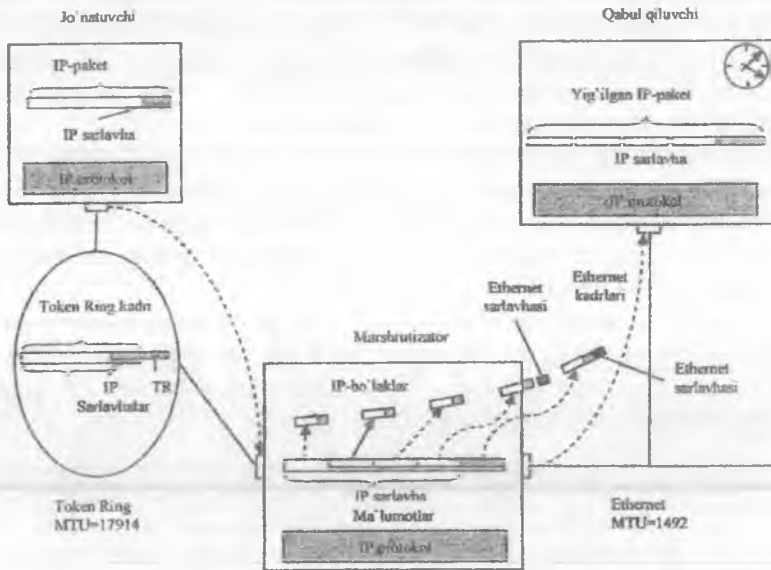 Jo`natuvchi
IP-paket
IP sarlavha
IP protokol
Qabul qiluvchi
Yig`ilgan IP-paket
IP sarlavha
IP protokol
Token Ring kadri
IP
TR
Sarlavhalar
Token Ring
MTU=17914
Marshrutizator
IP-bo`laklar
IP sarlavha
Ma`lumotlar
IP protokol
Ethernet
sarlavhasi
Ethernet
kadrlari
Ethernet
sarlavhasi
Ethernet
MTU=1492